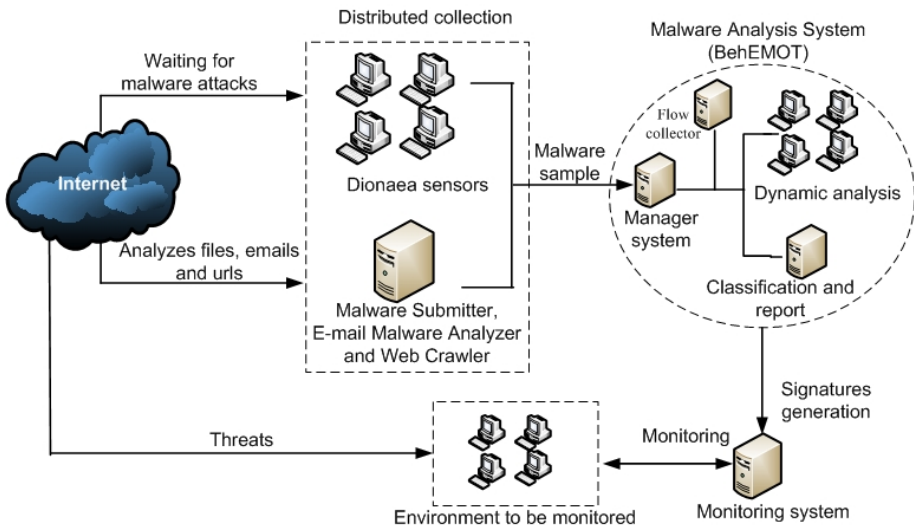 Distributed collection
Malware Analysis System
(BehEMOT)
Waiting for
malware attacks
Flow
collector
Internet
Dionaea sensors
Malware
sample
Dynamic analysis
Manager
system
Analyzes files, emails
and urls
Classification and
report
Malware Submitter,
E-mail Malware Analyzer
and Web Crawler
Signatures
generation
Threats
Monitoring
Monitoring system
Environment to be monitored